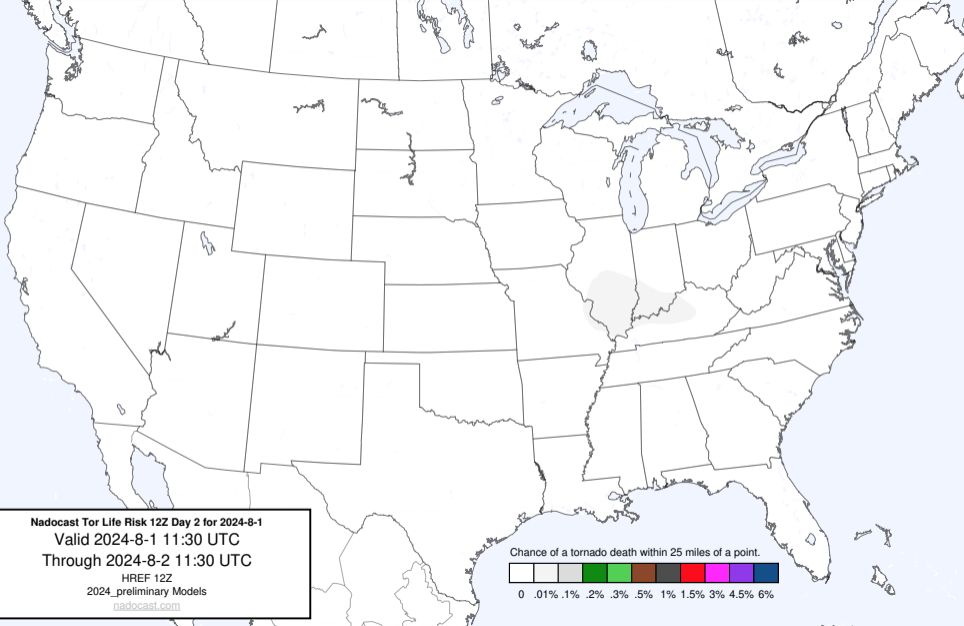 Nadocast Tor Life Risk 12Z Day 2 for 2024-8-1
Valid 2024-8-1 11:30 UTC
Through 2024-8-2 11:30 UTC
HREF 12Z
2024_preliminary Models
nadocast.com
Chance of a tornado death within 25 miles of a point.
0 .01% .1% .2% .3% .5% 1% 1.5% 3% 4.5% 6%